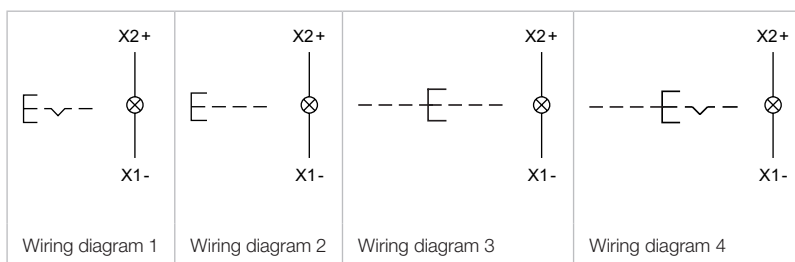 X2+
X1-
Wiring diagram 1
X2+
X1-
Wiring diagram 2
X2+
X1-
Wiring diagram 3
X2+
X1-
Wiring diagram 4